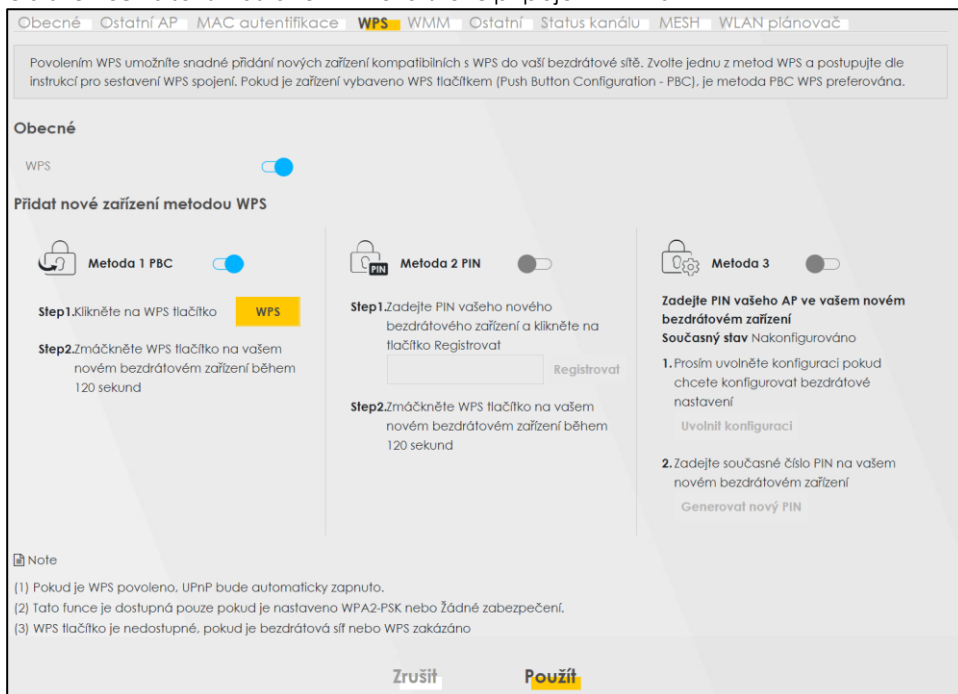 Obecné Ostatní AP MAC autentifikace WPS WMM Ostatní Status kanálu MESH WLAN plánovač
Povolením WPS umožníte snadné přidání nových zařízení kompatibilních s WPS do vaší bezdrátové sítě. Zvolte jednu z metod WPS a postupujte dle
instrukcí pro sestavení WPS spojení. Pokud je zařízení vybaveno WPS tlačítkem (Push Button Configuration - PBC), je metoda PBC WPS preferována.
Obecné
WPS
Přidat nové zařízení metodou WPS
Metoda 1 PBC
Step1.Klikněte na WPS tlačítko WPS
Step2.Zmáčkněte WPS tlačítko na vašem
novém bezdrátovém zařízení během
120 sekund
PIN Metoda 2 PIN
Step1.Zadejte PIN vašeho nového
bezdrátového zařízení a klikněte na
tlačítko Registrovat
Registrovat
Step2.Zmáčkněte WPS tlačítko na vašem
novém bezdrátovém zařízení během
120 sekund
Metoda 3
Zadejte PIN vašeho AP ve vašem novém
bezdrátovém zařízení
Současný stav Nakonfigurováno
1. Prosím uvolněte konfiguraci pokud
chcete konfigurovat bezdrátové
nastavení
Uvolnit konfiguraci
2. Zadejte současné číslo PIN na vašem
novém bezdrátovém zařízení
Generovat nový PIN
Note
(1) Pokud je WPS povoleno, UPnP bude automaticky zapnuto.
(2) Tato funce je dostupná pouze pokud je nastaveno WPA2-PSK nebo Žádné zabezpečení.
(3) WPS tlačítko je nedostupné, pokud je bezdrátová síť nebo WPS zakázáno
Zrušit Použít